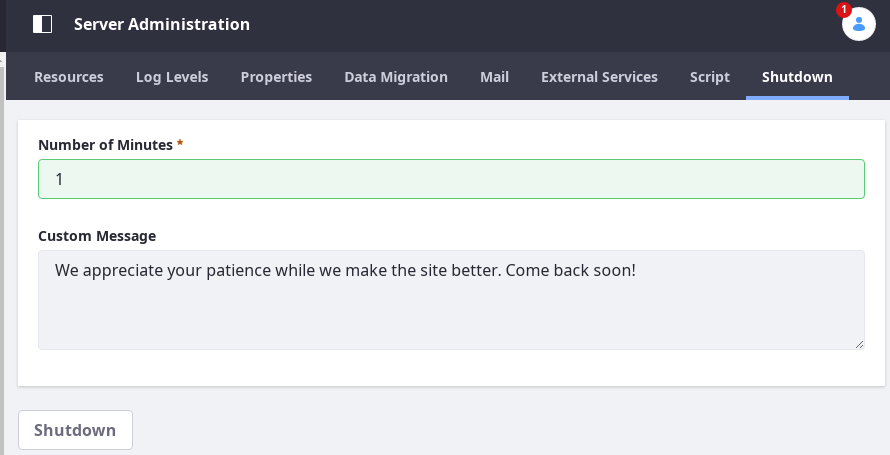 Server Administration
1
Resources Log Levels Properties Data Migration Mail External Services Script Shutdown
Number of Minutes *
1
Custom Message
We appreciate your patience while we make the site better. Come back soon!
Shutdown